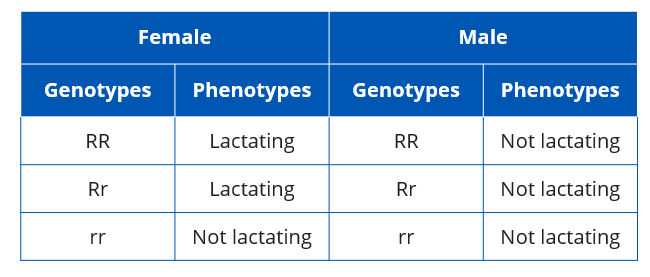 Female Male
Genotypes Phenotypes Genotypes Phenotypes
RR Lactating RR Not lactating
Rr Lactating Rr Not lactating
rr Not lactating rr Not lactating